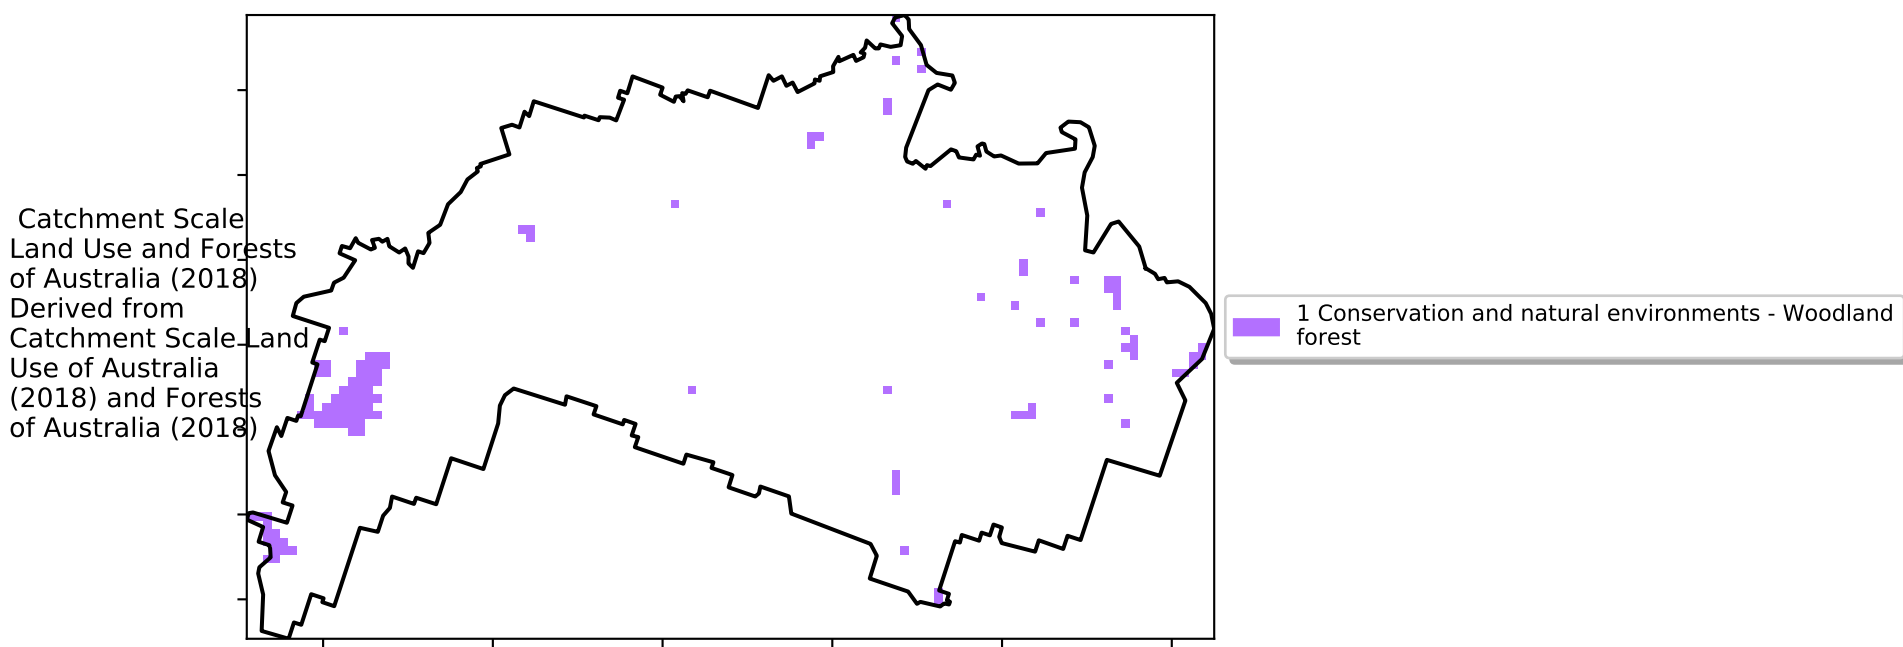 Catchment Scale
Land Use and Forests
of Australia (2018)
Derived from
Catchment Scale Land
Use of Australia
(2018) and Forests
of Australia (2018)
1 Conservation and natural environments - Woodland
forest